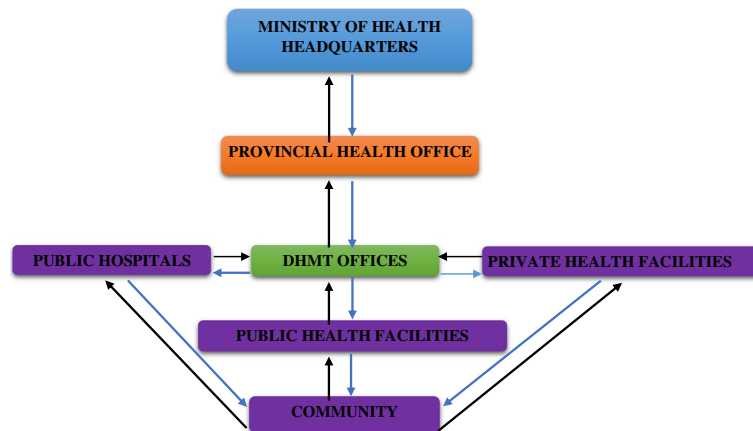 MINISTRY OF HEALTH
HEADQUARTERS
PROVINCIAL HEALTH OFFICE
PUBLIC HOSPITALS
DHMT OFFICES
PRIVATE HEALTH FACILITIES
PUBLIC HEALTH FACILITIES
COMMUNITY